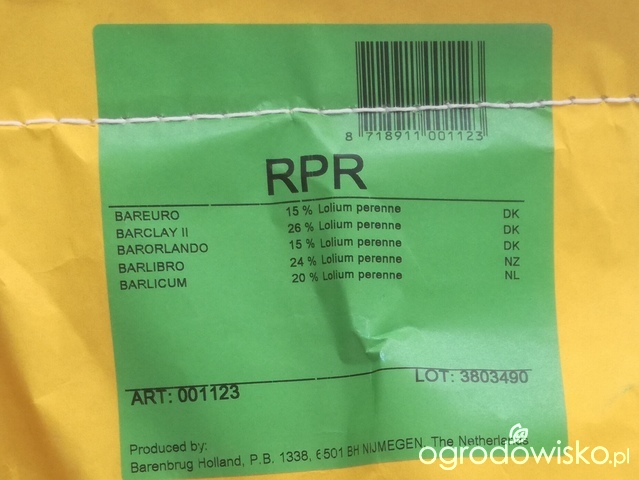 8 718911 001123
RPR
BAREURO 15 % Lolium perenne DK
BARCLAY II 26 % Lolium perenne DK
BARORLANDO 15 % Lolium perenne DK
BARLIBRO 24 % Lolium perenne NZ
BARLICUM 20 % Lolium perenne NL
ART: 001123 LOT: 3803490
Produced by:
Barenbrug Holland, P.B. 1338, 6501 BH NIJMEGEN, The Netherlands
ogrodowisko.pl